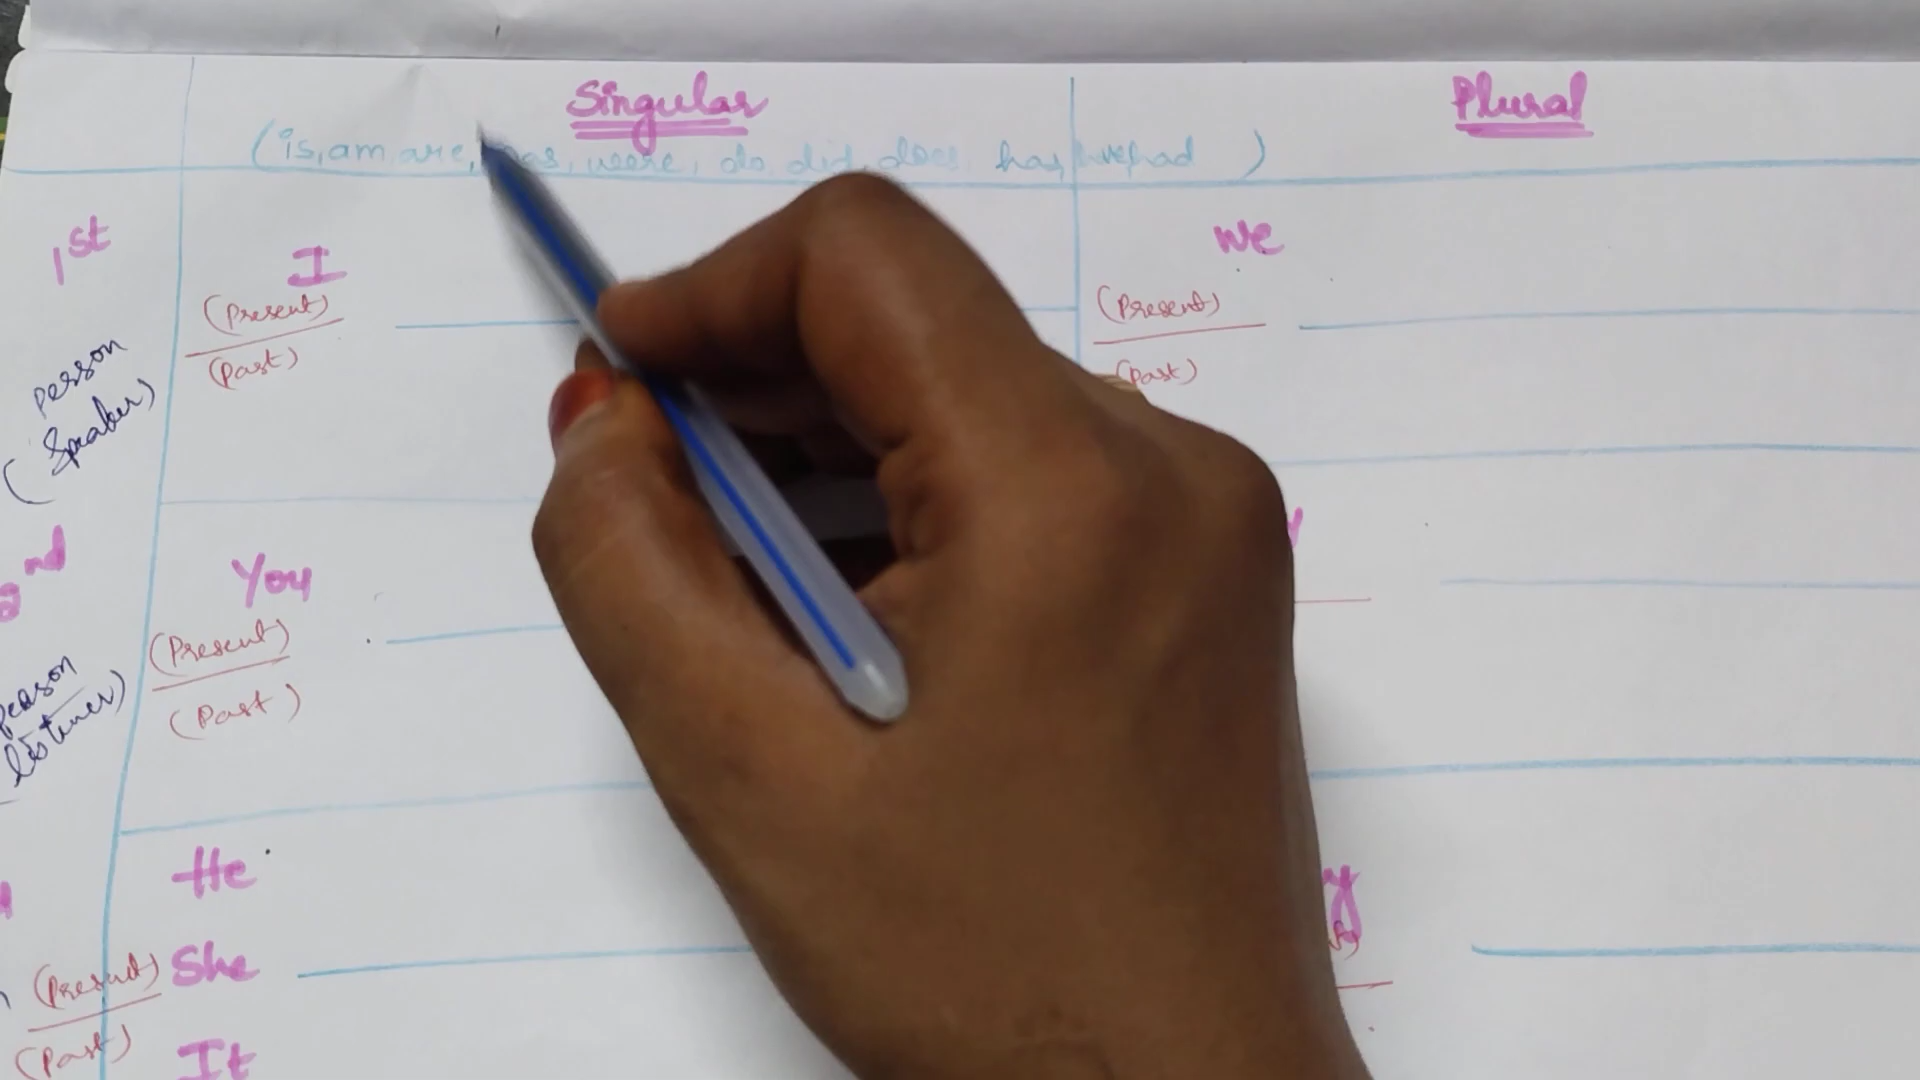 Singular Plural
(is, am, are, was, were, do, did, does, has, had )
1st I We
(Present) (Present)
(Past) (Past)
person
(Speaker)
2nd You
(Present)
(Past)
person
listener)
He
She
(Present)
(Past)
It